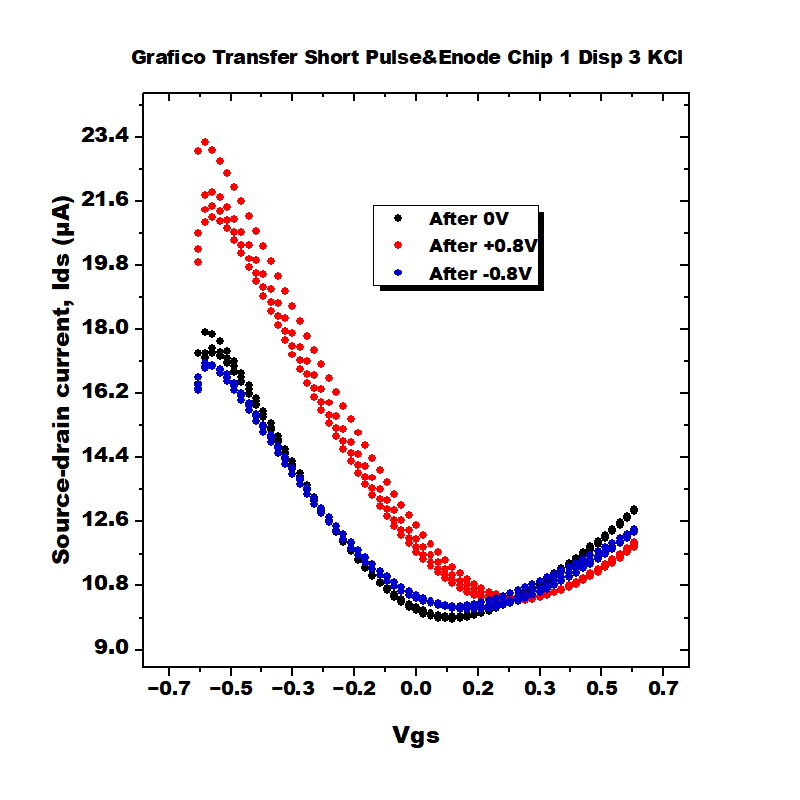 Grafico Transfer Short Pulse&Enode Chip 1 Disp 3 KCl
Source-drain current, Ids (µA)
23.4
21.6
19.8
18.0
16.2
14.4
12.6
10.8
9.0
After 0V
After +0.8V
After -0.8V
−0.7 −0.5 −0.3 −0.2 0.0 0.2 0.3 0.5 0.7
Vgs